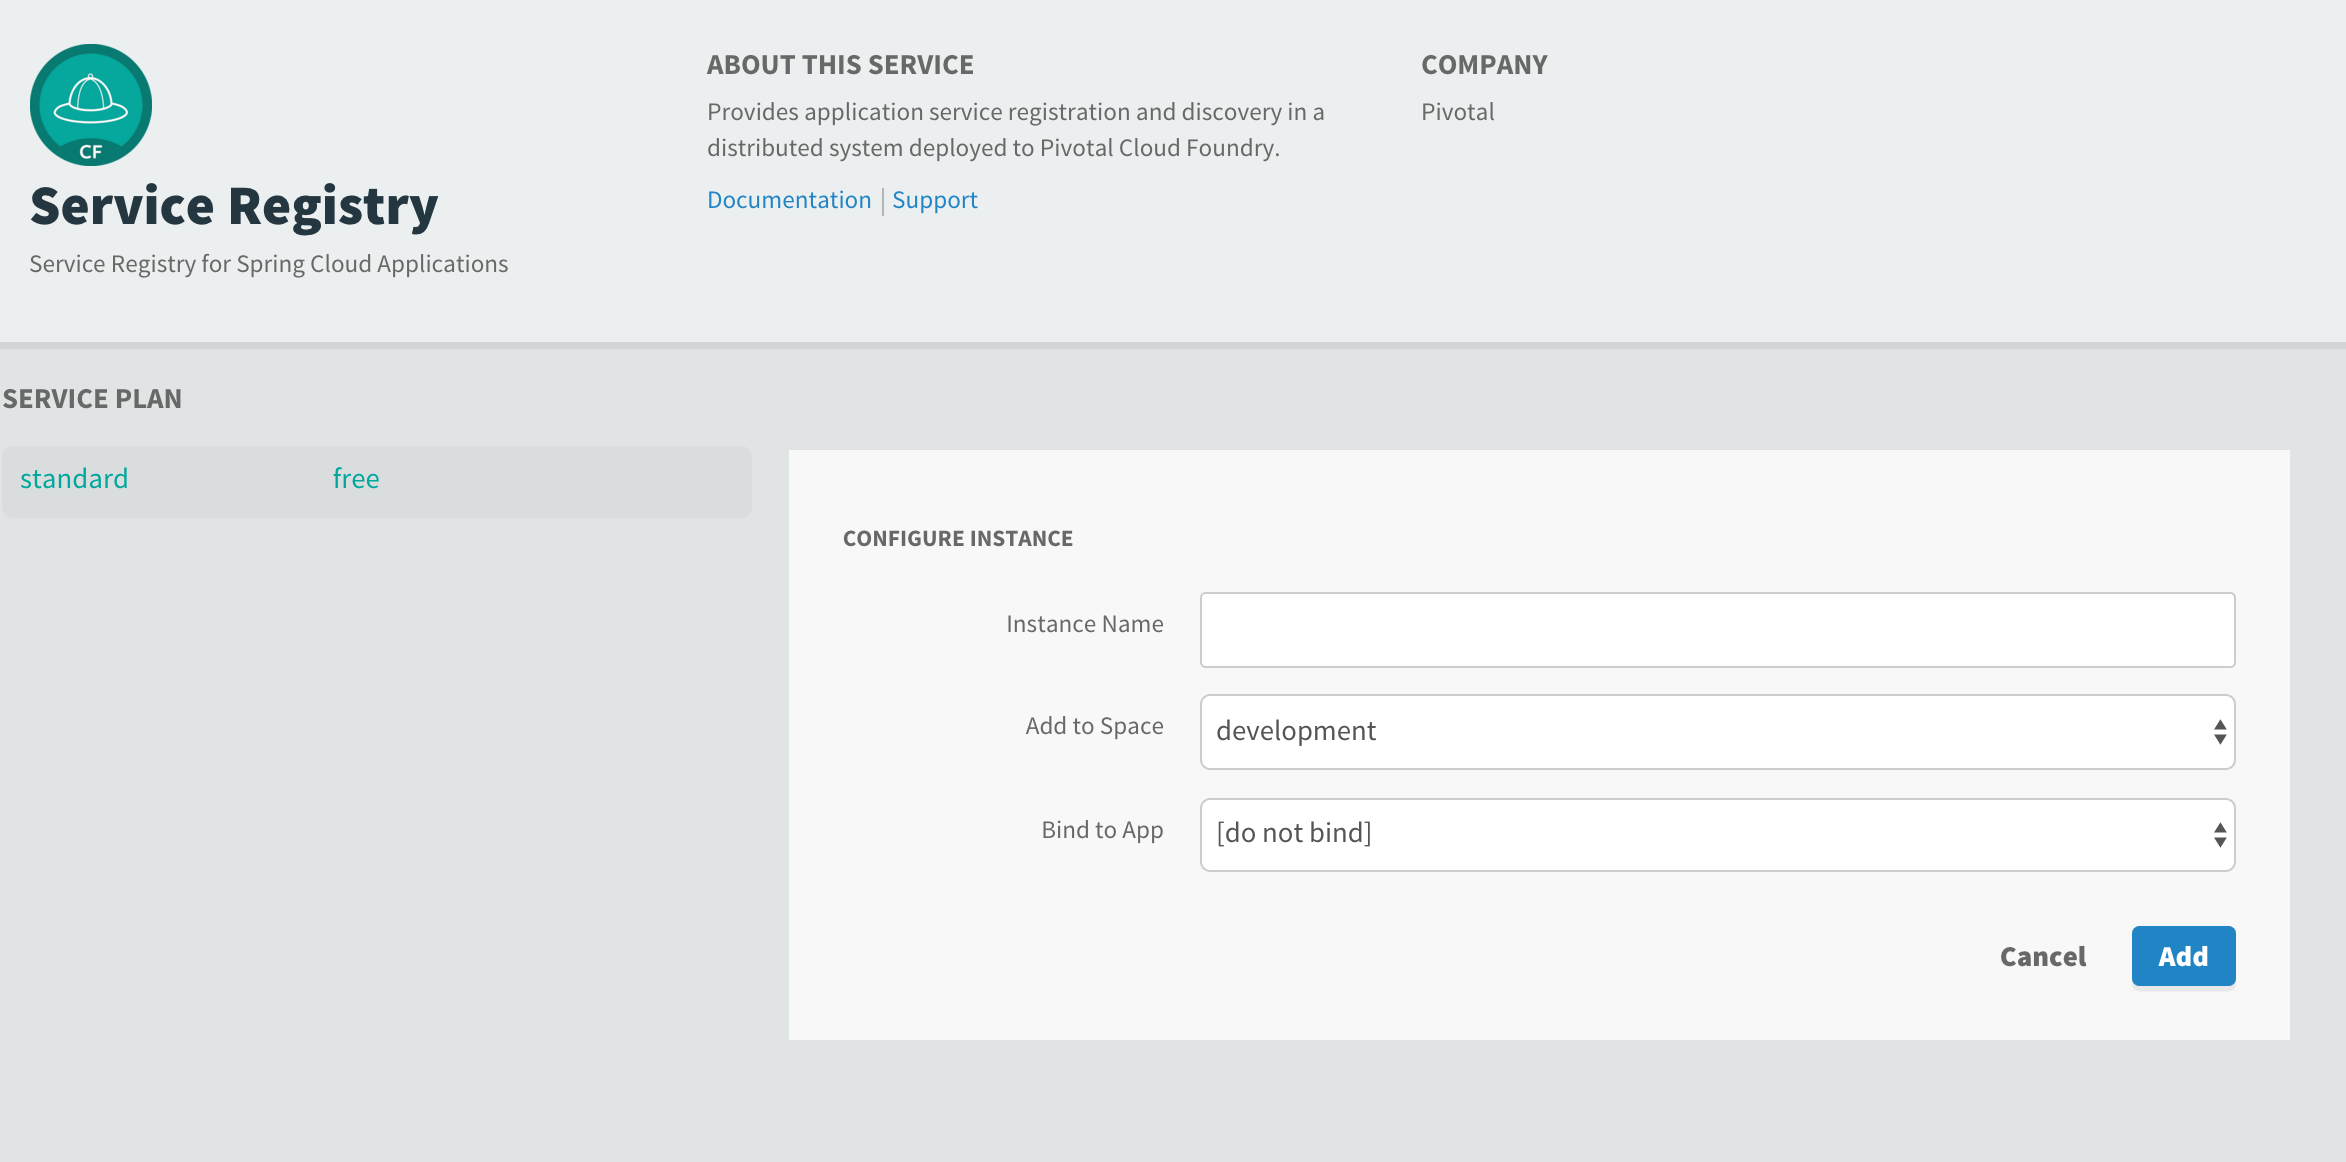 CF
Service Registry
Service Registry for Spring Cloud Applications
ABOUT THIS SERVICE
Provides application service registration and discovery in a
distributed system deployed to Pivotal Cloud Foundry.
Documentation | Support
COMPANY
Pivotal
SERVICE PLAN
standard free
CONFIGURE INSTANCE
Instance Name
Add to Space development
Bind to App [do not bind]
Cancel Add